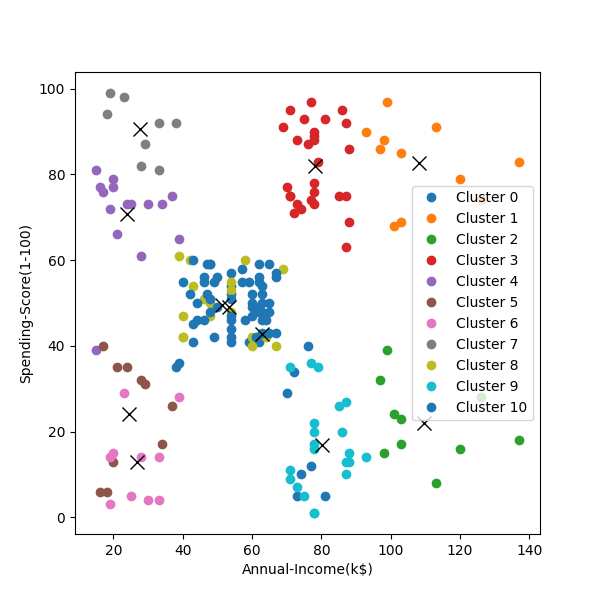 100
80
60
40
20
0
Spending-Score(1-100)
Cluster 0
Cluster 1
Cluster 2
Cluster 3
Cluster 4
Cluster 5
Cluster 6
Cluster 7
Cluster 8
Cluster 9
Cluster 10
20 40 60 80 100 120 140
Annual-Income(k$)